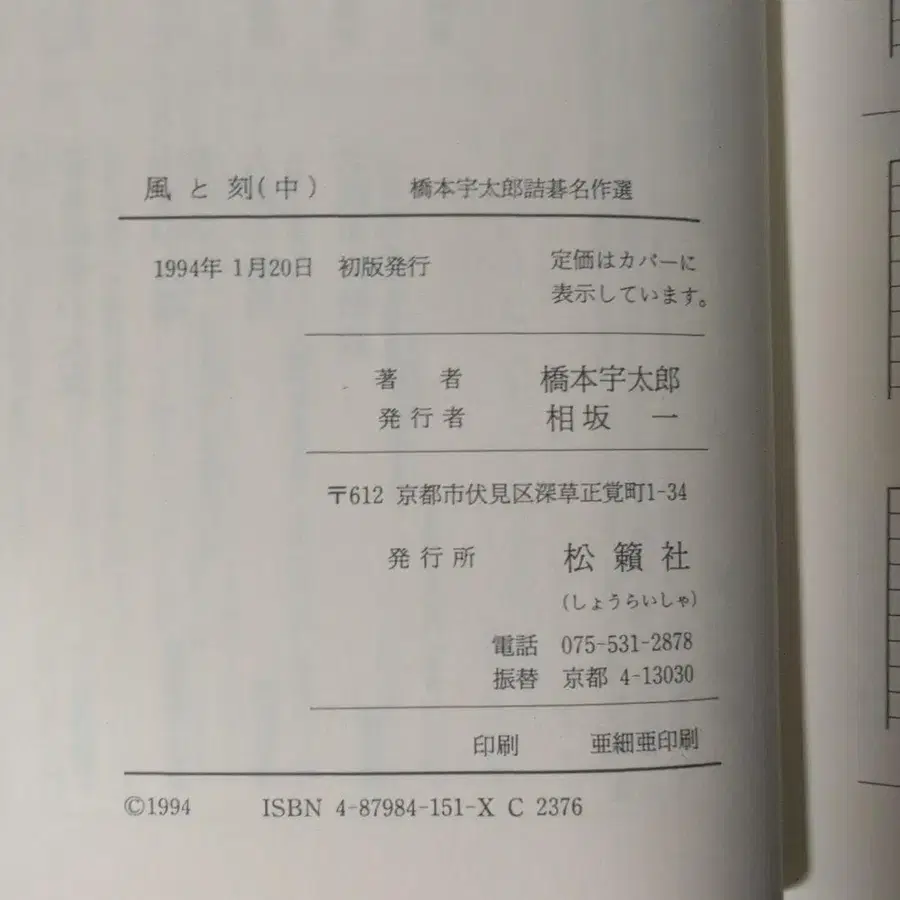 風と刻(中) 橋本宇太郎詰碁名作選
1994年 1月20日 初版発行 定価はカバーに
表示しています。
著者 橋本宇太郎
発行者 相坂 一
〒612 京都市伏見区深草正覚町1-34
発行所 松籟社
(しょうらいしゃ)
電話 075-531-2878
振替 京都 4-13030
印刷 亜細亜印刷
©1994 ISBN 4-87984-151-X C 2376